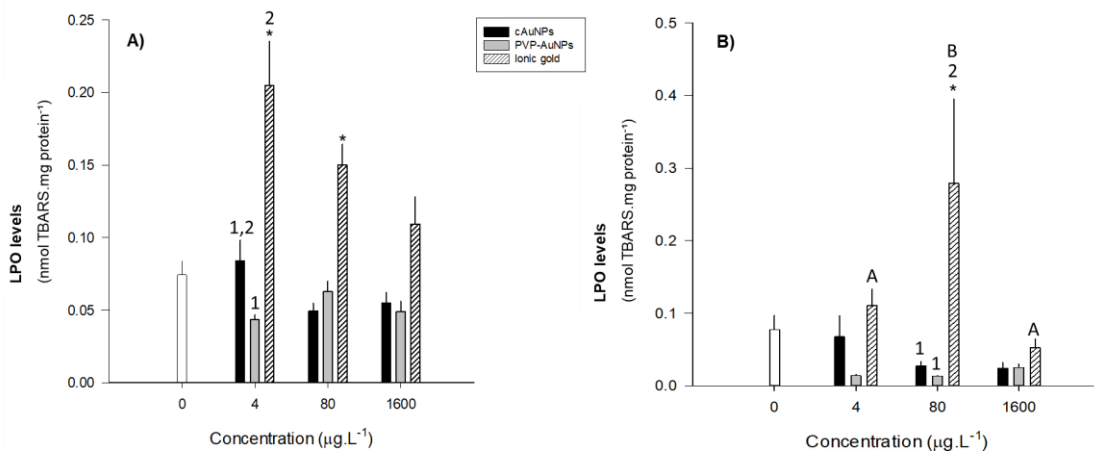 A)
LPO levels
(nmol TBARS.mg protein⁻¹)
0.25
0.20
0.15
0.10
0.05
0.00
2
*
*
1,2
1
0
4
80
1600
Concentration (µg.L⁻¹)
cAuNPs
PVP-AuNPs
Ionic gold
B)
LPO levels
(nmol TBARS.mg protein⁻¹)
0.5
0.4
0.3
0.2
0.1
0.0
B
2
*
A
1
1
A
0
4
80
1600
Concentration (µg.L⁻¹)